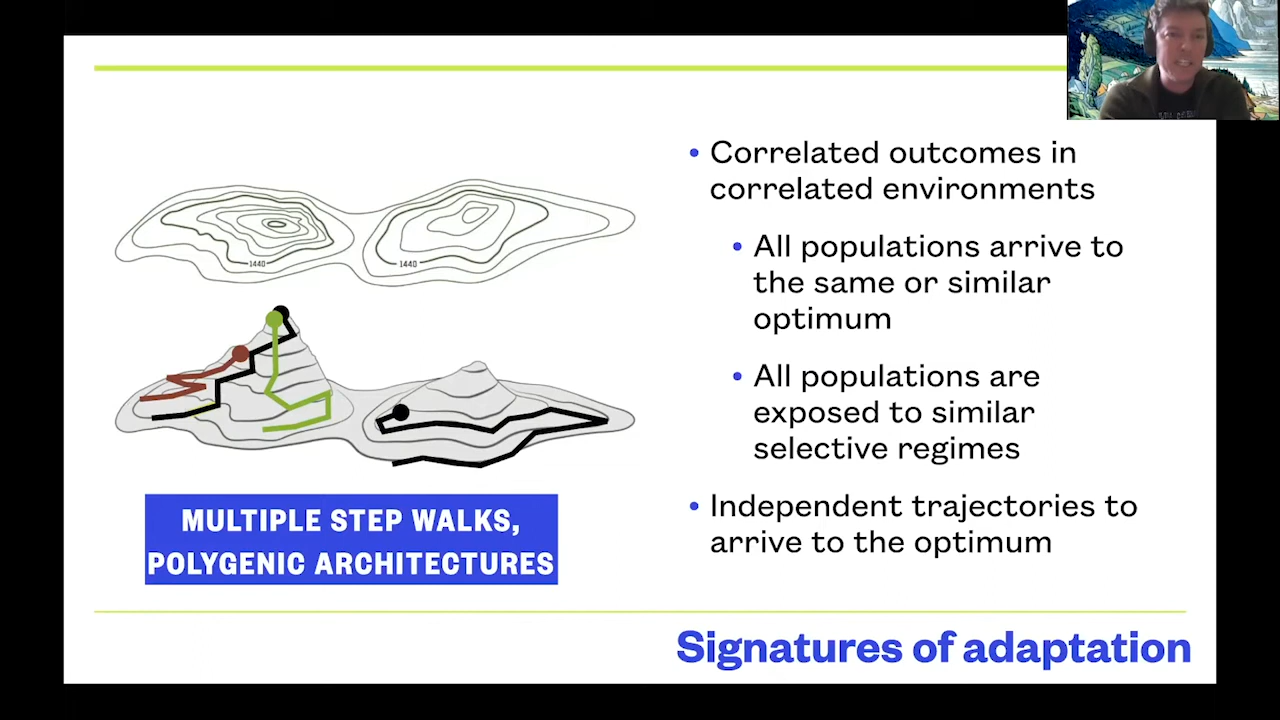 1440
1440
MULTIPLE STEP WALKS,
POLYGENIC ARCHITECTURES
• Correlated outcomes in
correlated environments
• All populations arrive to
the same or similar
optimum
• All populations are
exposed to similar
selective regimes
• Independent trajectories to
arrive to the optimum
Signatures of adaptation